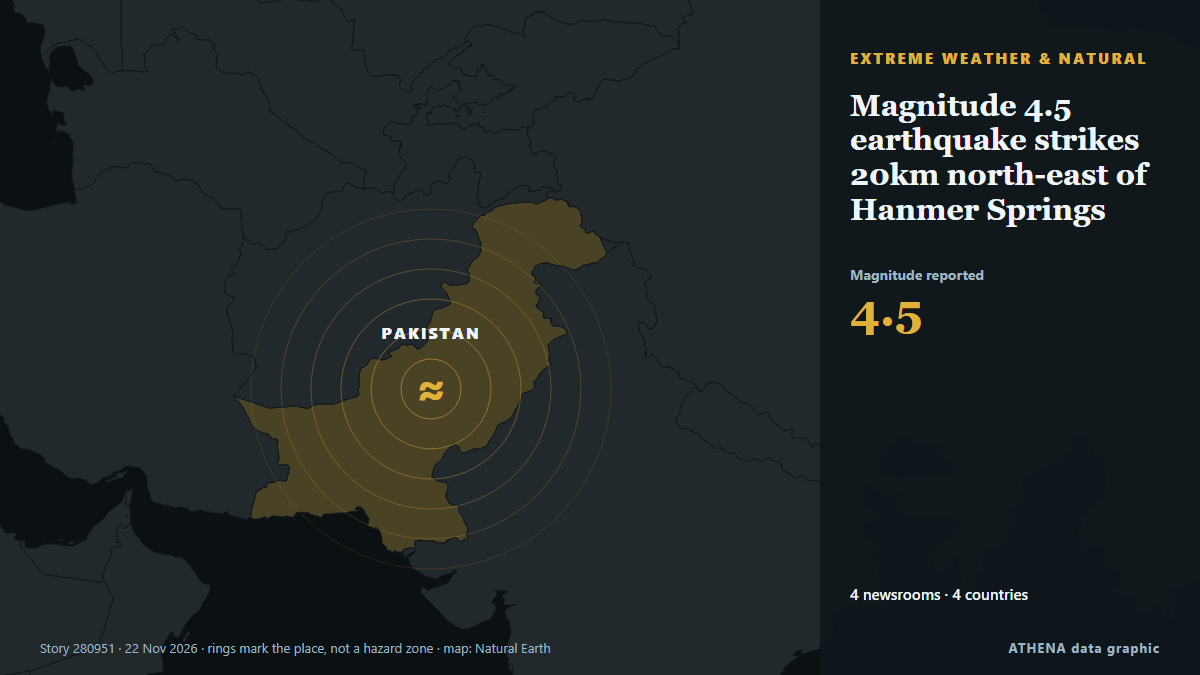 EXTREME WEATHER & NATURAL
Magnitude 4.5
earthquake strikes
20km north-east of
Hanmer Springs
Magnitude reported
4.5
PAKISTAN
≈
4 newsrooms · 4 countries
Story 280951 · 22 Nov 2026 · rings mark the place, not a hazard zone · map: Natural Earth
ATHENA data graphic